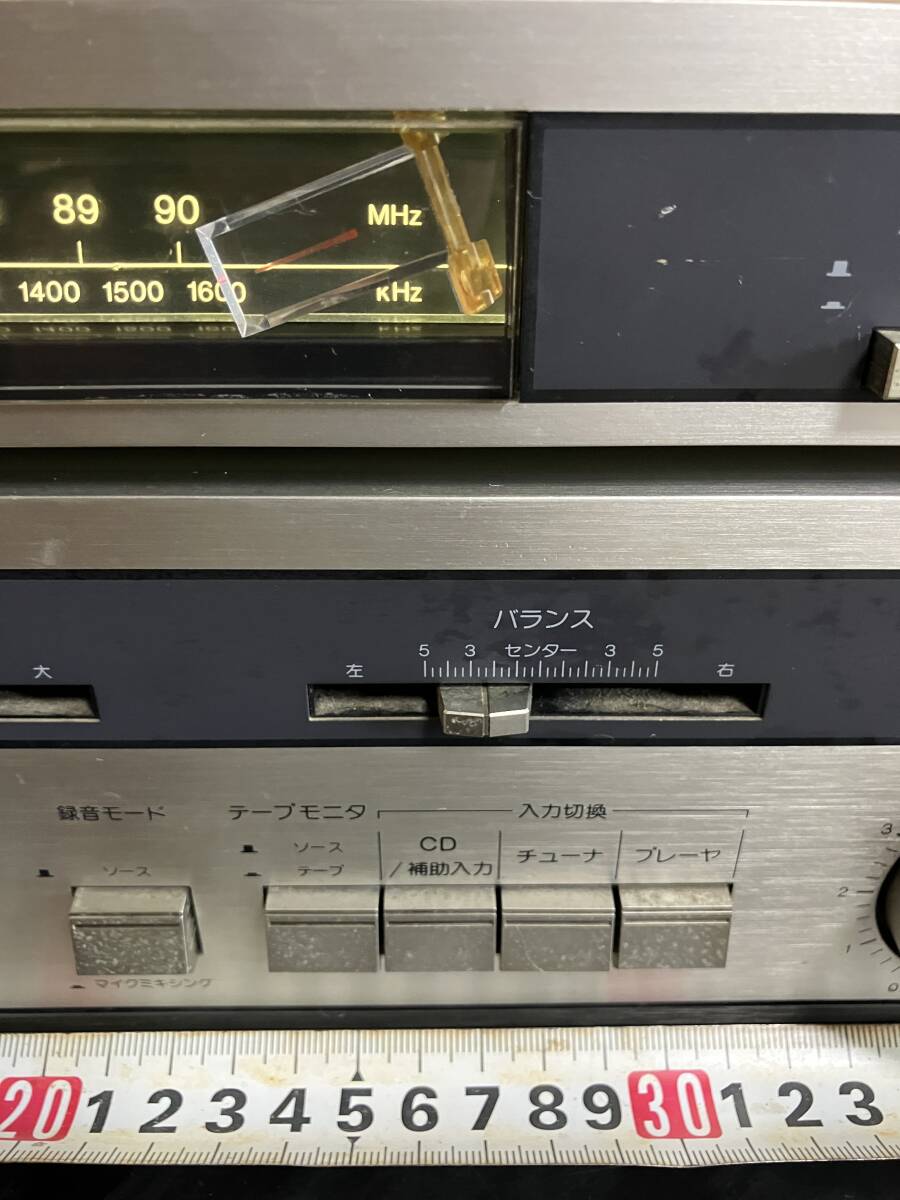 89 90 MHz
1400 1500 1600 kHz
バランス
5 3 センター 3 5
大 左 右
録音モード テープモニタ 入力切換
ソース
テープ
CD
/補助入力
チューナ
プレーヤ
ソース
マイクミキシング
3
2
1
0
20 1 2 3 4 5 6 7 8 9 30 1 2 3